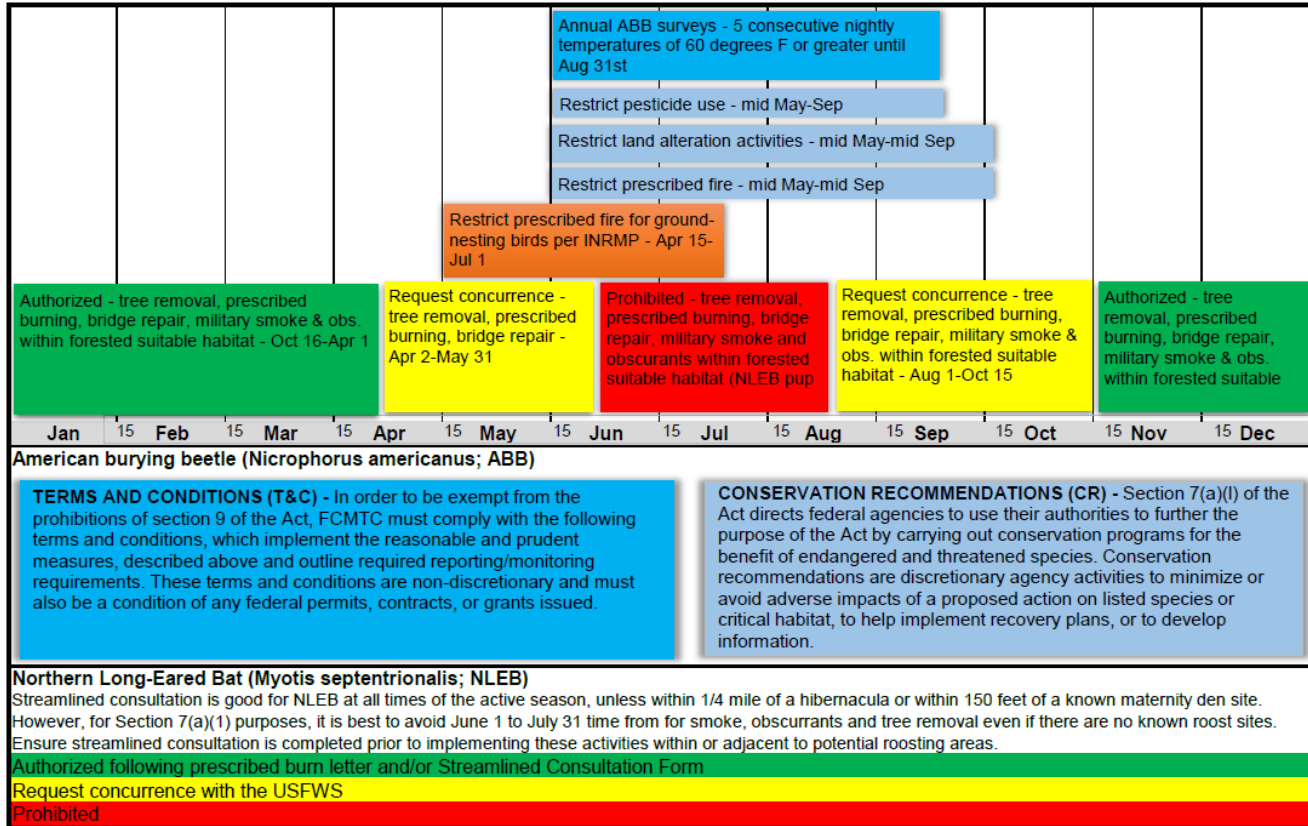 Annual ABB surveys - 5 consecutive nightly
temperatures of 60 degrees F or greater until
Aug 31st
Restrict pesticide use - mid May-Sep
Restrict land alteration activities - mid May-mid Sep
Restrict prescribed fire - mid May-mid Sep
Restrict prescribed fire for ground-
nesting birds per INRMP - Apr 15-
Jul 1
Authorized - tree removal, prescribed
burning, bridge repair, military smoke & obs.
within forested suitable habitat - Oct 16-Apr 1
Request concurrence -
tree removal, prescribed
burning, bridge repair -
Apr 2-May 31
Prohibited - tree removal,
prescribed burning, bridge
repair, military smoke and
obscurants within forested
suitable habitat (NLEB pup
Request concurrence - tree
removal, prescribed burning,
bridge repair, military smoke &
obs. within forested suitable
habitat - Aug 1-Oct 15
Authorized - tree
removal, prescribed
burning, bridge repair,
military smoke & obs.
within forested suitable
Jan 15 Feb 15 Mar 15 Apr 15 May 15 Jun 15 Jul 15 Aug 15 Sep 15 Oct 15 Nov 15 Dec
American burying beetle (Nicrophorus americanus; ABB)
TERMS AND CONDITIONS (T&C) - In order to be exempt from the
prohibitions of section 9 of the Act, FCMTC must comply with the following
terms and conditions, which implement the reasonable and prudent
measures, described above and outline required reporting/monitoring
requirements. These terms and conditions are non-discretionary and must
also be a condition of any federal permits, contracts, or grants issued.
CONSERVATION RECOMMENDATIONS (CR) - Section 7(a)(l) of the
Act directs federal agencies to use their authorities to further the
purpose of the Act by carrying out conservation programs for the
benefit of endangered and threatened species. Conservation
recommendations are discretionary agency activities to minimize or
avoid adverse impacts of a proposed action on listed species or
critical habitat, to help implement recovery plans, or to develop
information.
Northern Long-Eared Bat (Myotis septentrionalis; NLEB)
Streamlined consultation is good for NLEB at all times of the active season, unless within 1/4 mile of a hibernacula or within 150 feet of a known maternity den site.
However, for Section 7(a)(1) purposes, it is best to avoid June 1 to July 31 time from for smoke, obscurrants and tree removal even if there are no known roost sites.
Ensure streamlined consultation is completed prior to implementing these activities within or adjacent to potential roosting areas.
Authorized following prescribed burn letter and/or Streamlined Consultation Form
Request concurrence with the USFWS
Prohibited